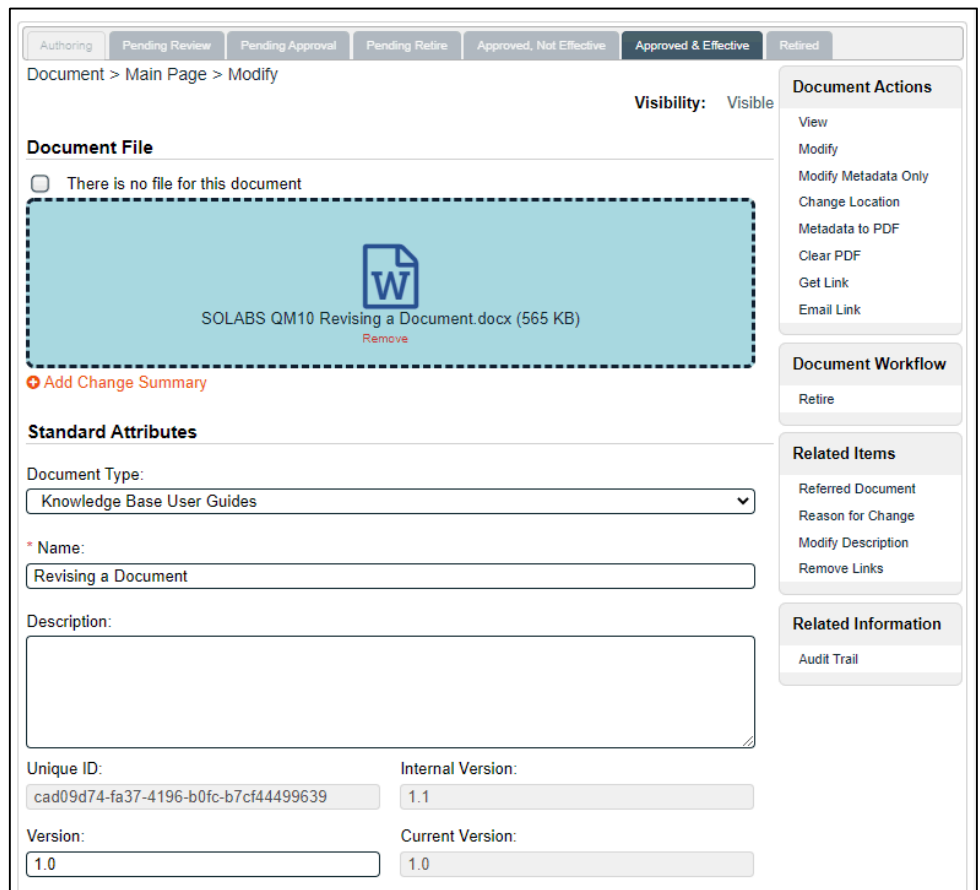 Authoring Pending Review Pending Approval Pending Retire Approved, Not Effective Approved & Effective Retired
Document > Main Page > Modify
Visibility: Visible
Document File
There is no file for this document
W
SOLABS QM10 Revising a Document.docx (565 KB)
Remove
Add Change Summary
Standard Attributes
Document Type:
Knowledge Base User Guides
* Name:
Revising a Document
Description:
Unique ID: Internal Version:
cad09d74-fa37-4196-b0fc-b7cf44499639 1.1
Version: Current Version:
1.0 1.0
Document Actions
View
Modify
Modify Metadata Only
Change Location
Metadata to PDF
Clear PDF
Get Link
Email Link
Document Workflow
Retire
Related Items
Referred Document
Reason for Change
Modify Description
Remove Links
Related Information
Audit Trail